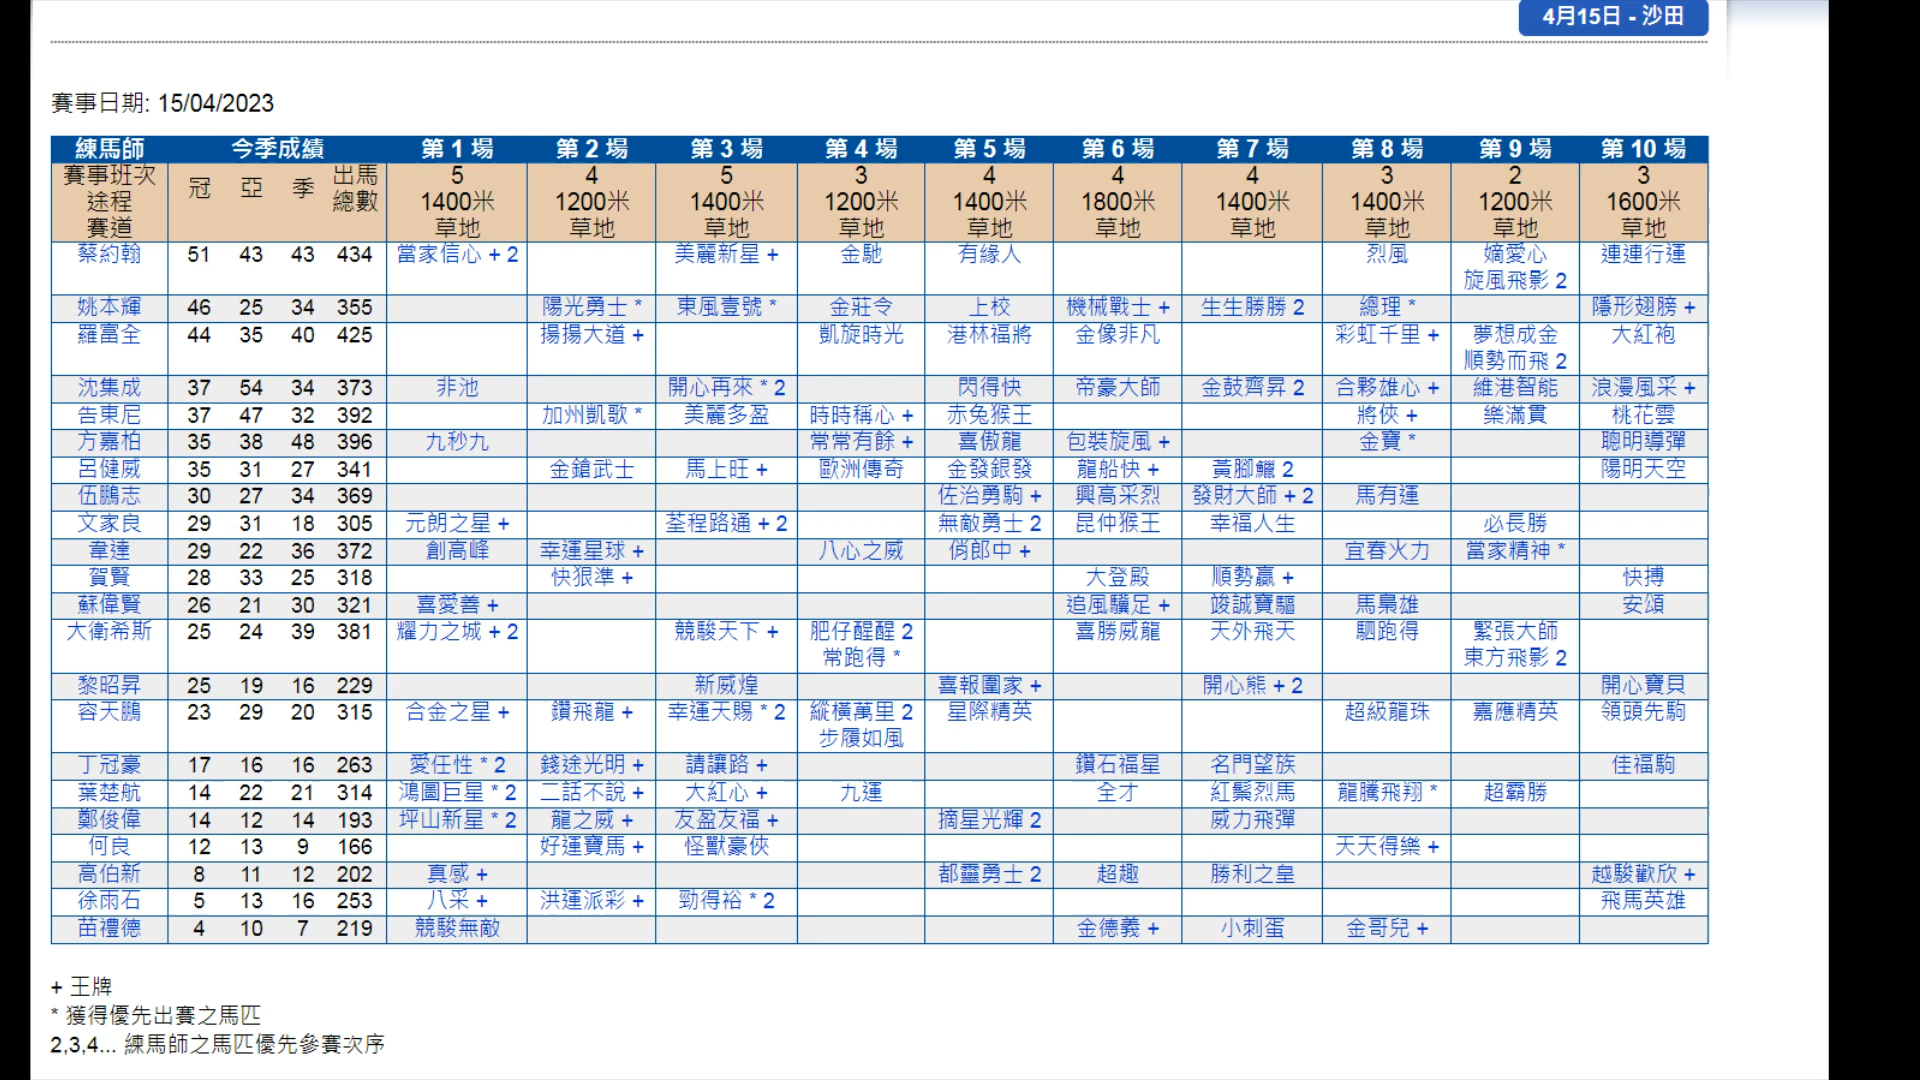 4月15日 - 沙田
賽事日期: 15/04/2023
練馬師 今季成績 第 1 場 第 2 場 第 3 場 第 4 場 第 5 場 第 6 場 第 7 場 第 8 場 第 9 場 第 10 場
賽事班次 冠 亞 季 出馬 5 4 5 3 4 4 4 3 2 3
途程 總數 1400米 1200米 1400米 1200米 1400米 1800米 1400米 1400米 1200米 1600米
賽道 草地 草地 草地 草地 草地 草地 草地 草地 草地 草地
蔡約翰 51 43 43 434 當家信心 + 2 美麗新星 + 金馳 有緣人 烈風 嫡愛心 連連行運
旋風飛影 2
姚本輝 46 25 34 355 陽光勇士 * 東風壹號 * 金莊令 上校 機械戰士 + 生生勝勝 2 總理 * 隱形翅膀 +
羅富全 44 35 40 425 揚揚大道 + 凱旋時光 港林福將 金像非凡 彩虹千里 + 夢想成金 大紅袍
順勢而飛 2
沈集成 37 54 34 373 非池 開心再來 * 2 閃得快 帝豪大師 金鼓齊昇 2 合夥雄心 + 維港智能 浪漫風采 +
告東尼 37 47 32 392 加州凱歌 * 美麗多盈 時時稱心 + 赤兔猴王 將俠 + 樂滿貫 桃花雲
方嘉柏 35 38 48 396 九秒九 常常有餘 + 喜傲龍 包裝旋風 + 金寶 * 聰明導彈
呂健威 35 31 27 341 金鎗武士 馬上旺 + 歐洲傳奇 金發銀發 龍船快 + 黃腳鱲 2 陽明天空
伍鵬志 30 27 34 369 佐治勇駒 + 興高采烈 發財大師 + 2 馬有運
文家良 29 31 18 305 元朗之星 + 荃程路通 + 2 無敵勇士 2 昆仲猴王 幸福人生 必長勝
韋達 29 22 36 372 創高峰 幸運星球 + 八心之威 俏郎中 + 宜春火力 當家精神 *
賀賢 28 33 25 318 快狠準 + 大登殿 順勢贏 + 快搏
蘇偉賢 26 21 30 321 喜愛善 + 追風驥足 + 竣誠寶驅 馬梟雄 安頌
大衛希斯 25 24 39 381 耀力之城 + 2 競駿天下 + 肥仔醒醒 2 喜勝威龍 天外飛天 駟跑得 緊張大師
常跑得 * 東方飛影 2
黎昭昇 25 19 16 229 新威煌 喜報圍家 + 開心熊 + 2 開心寶貝
容天鵬 23 29 20 315 合金之星 + 鑽飛龍 + 幸運天賜 * 2 縱橫萬里 2 星際精英 超級龍珠 嘉應精英 領頭先駒
步履如風
丁冠豪 17 16 16 263 愛任性 * 2 錢途光明 + 請讓路 + 鑽石福星 名門望族 佳福駒
葉楚航 14 22 21 314 鴻圖巨星 * 2 二話不說 + 大紅心 + 九運 全才 紅鬃烈馬 龍騰飛翔 * 超霸勝
鄭俊偉 14 12 14 193 坪山新星 * 2 龍之威 + 友盈友福 + 摘星光輝 2 威力飛彈
何良 12 13 9 166 好運寶馬 + 怪獸豪俠 天天得樂 +
高伯新 8 11 12 202 真感 + 都靈勇士 2 超趣 勝利之皇 越駿歡欣 +
徐雨石 5 13 16 253 八采 + 洪運派彩 + 勁得裕 * 2 飛馬英雄
苗禮德 4 10 7 219 競駿無敵 金德義 + 小刺蛋 金哥兒 +
+ 王牌
* 獲得優先出賽之馬匹
2,3,4... 練馬師之馬匹優先參賽次序